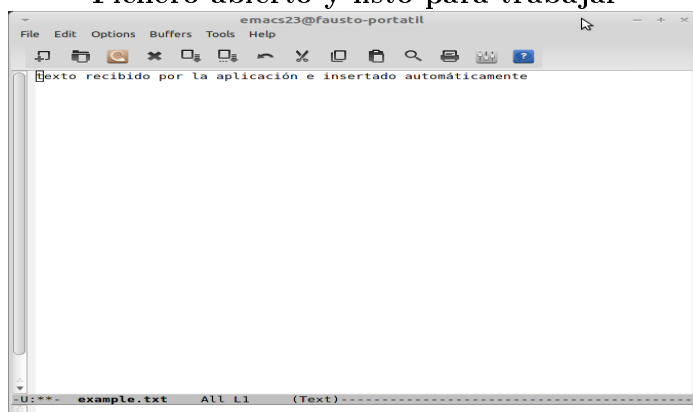 Fichero abierto y listo para trabajar
emacs23@fausto-portatil
File Edit Options Buffers Tools Help
texto recibido por la aplicación e insertado automáticamente
-U:**- example.txt All L1 (Text)----------------------------------------